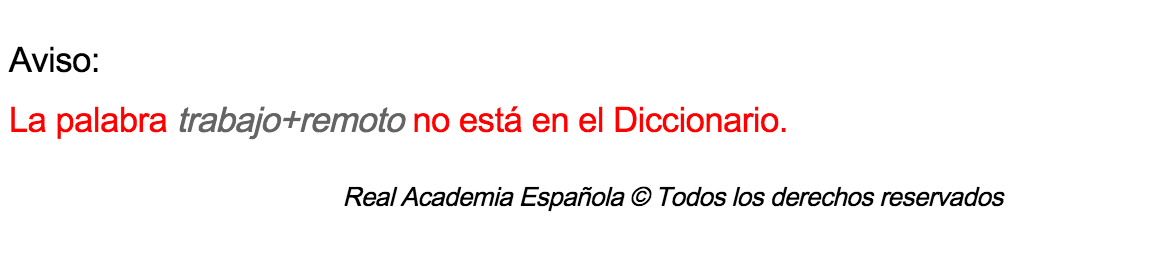 Aviso:
La palabra trabajo+remoto no está en el Diccionario.
Real Academia Española © Todos los derechos reservados